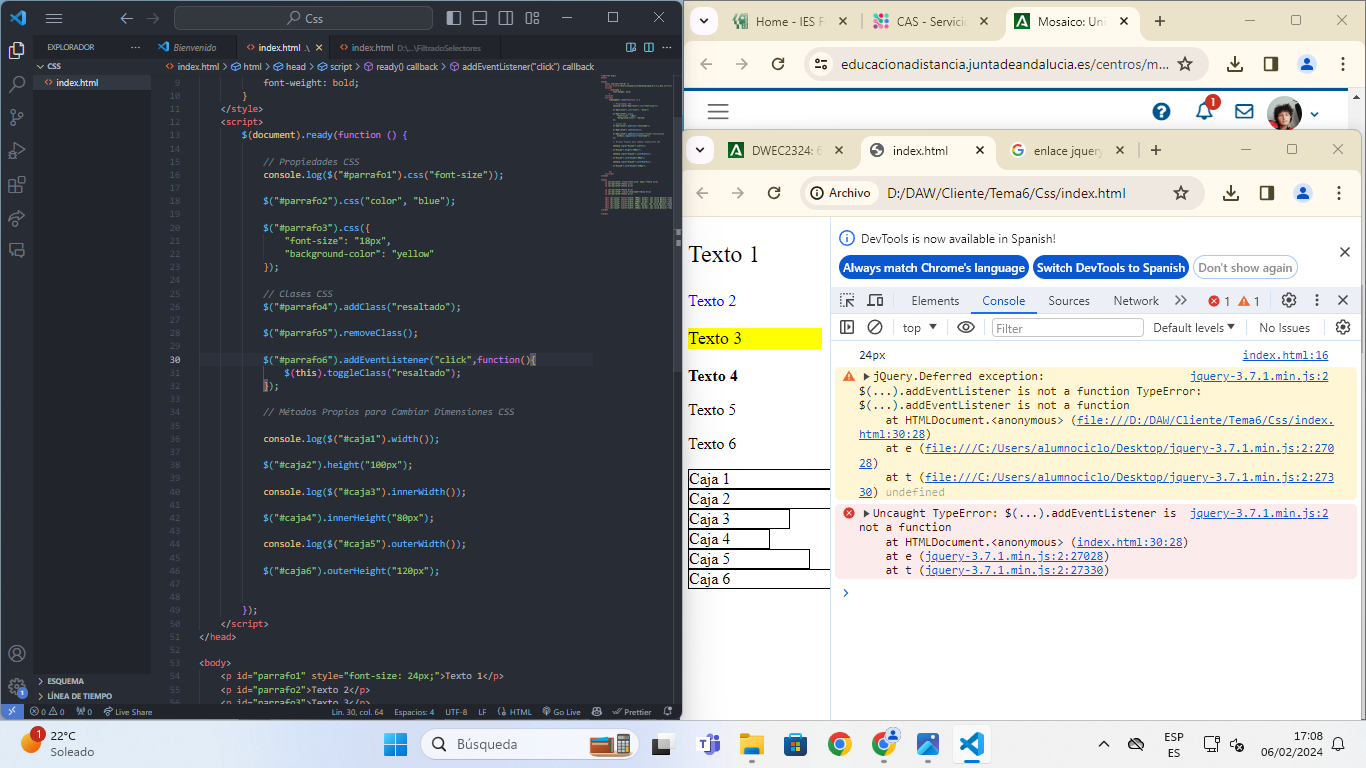 Css
EXPLORADOR
CSS
index.html
ESQUEMA
LÍNEA DE TIEMPO
Bienvenido
index.html .\
index.html D:\...\FiltradoSelectores
index.html > html > head > script > ready() callback > addEventListener("click") callback
9 font-weight: bold;
10 }
11 </style>
12 <script>
13 $(document).ready(function () {
14
15 // Propiedades CSS
16 console.log($("#parrafo1").css("font-size"));
17
18 $("#parrafo2").css("color", "blue");
19
20 $("#parrafo3").css({
21 "font-size": "18px",
22 "background-color": "yellow"
23 });
24
25 // Clases CSS
26 $("#parrafo4").addClass("resaltado");
27
28 $("#parrafo5").removeClass();
29
30 $("#parrafo6").addEventListener("click",function(){
31 $(this).toggleClass("resaltado");
32 });
33
34 // Métodos Propios para Cambiar Dimensiones CSS
35
36 console.log($("#caja1").width());
37
38 $("#caja2").height("100px");
39
40 console.log($("#caja3").innerWidth());
41
42 $("#caja4").innerHeight("80px");
43
44 console.log($("#caja5").outerWidth());
45
46 $("#caja6").outerHeight("120px");
47
48
49 });
50 </script>
51 </head>
52
53 <body>
54 <p id="parrafo1" style="font-size: 24px;">Texto 1</p>
55 <p id="parrafo2">Texto 2</p>
56 <p id="parrafo3">Texto 3</p>
0 0 0 Live Share
Lín. 30, col. 64 Espacios: 4 UTF-8 LF HTML Go Live Prettier
Home - IES F
CAS - Servici
Mosaico: Uni
educacionadistancia.juntadeandalucia.es/centros/m...
1
DWEC2324: 6
index.html
enlace jquery
Archivo D:/DAW/Cliente/Tema6/Css/index.html
Texto 1
Texto 2
Texto 3
Texto 4
Texto 5
Texto 6
Caja 1
Caja 2
Caja 3
Caja 4
Caja 5
Caja 6
DevTools is now available in Spanish!
Always match Chrome's language
Switch DevTools to Spanish
Don't show again
Elements Console Sources Network 1 1
top Filter Default levels No Issues
24px index.html:16
jQuery.Deferred exception: jquery-3.7.1.min.js:2
$(...).addEventListener is not a function TypeError:
$(...).addEventListener is not a function
at HTMLDocument.<anonymous> (file:///D:/DAW/Cliente/Tema6/Css/index.
html:30:28)
at e (file:///C:/Users/alumnociclo/Desktop/jquery-3.7.1.min.js:2:270
28)
at t (file:///C:/Users/alumnociclo/Desktop/jquery-3.7.1.min.js:2:273
30) undefined
Uncaught TypeError: $(...).addEventListener is jquery-3.7.1.min.js:2
not a function
at HTMLDocument.<anonymous> (index.html:30:28)
at e (jquery-3.7.1.min.js:2:27028)
at t (jquery-3.7.1.min.js:2:27330)
1
22°C
Soleado
Búsqueda
ESP
ES
17:08
06/02/2024